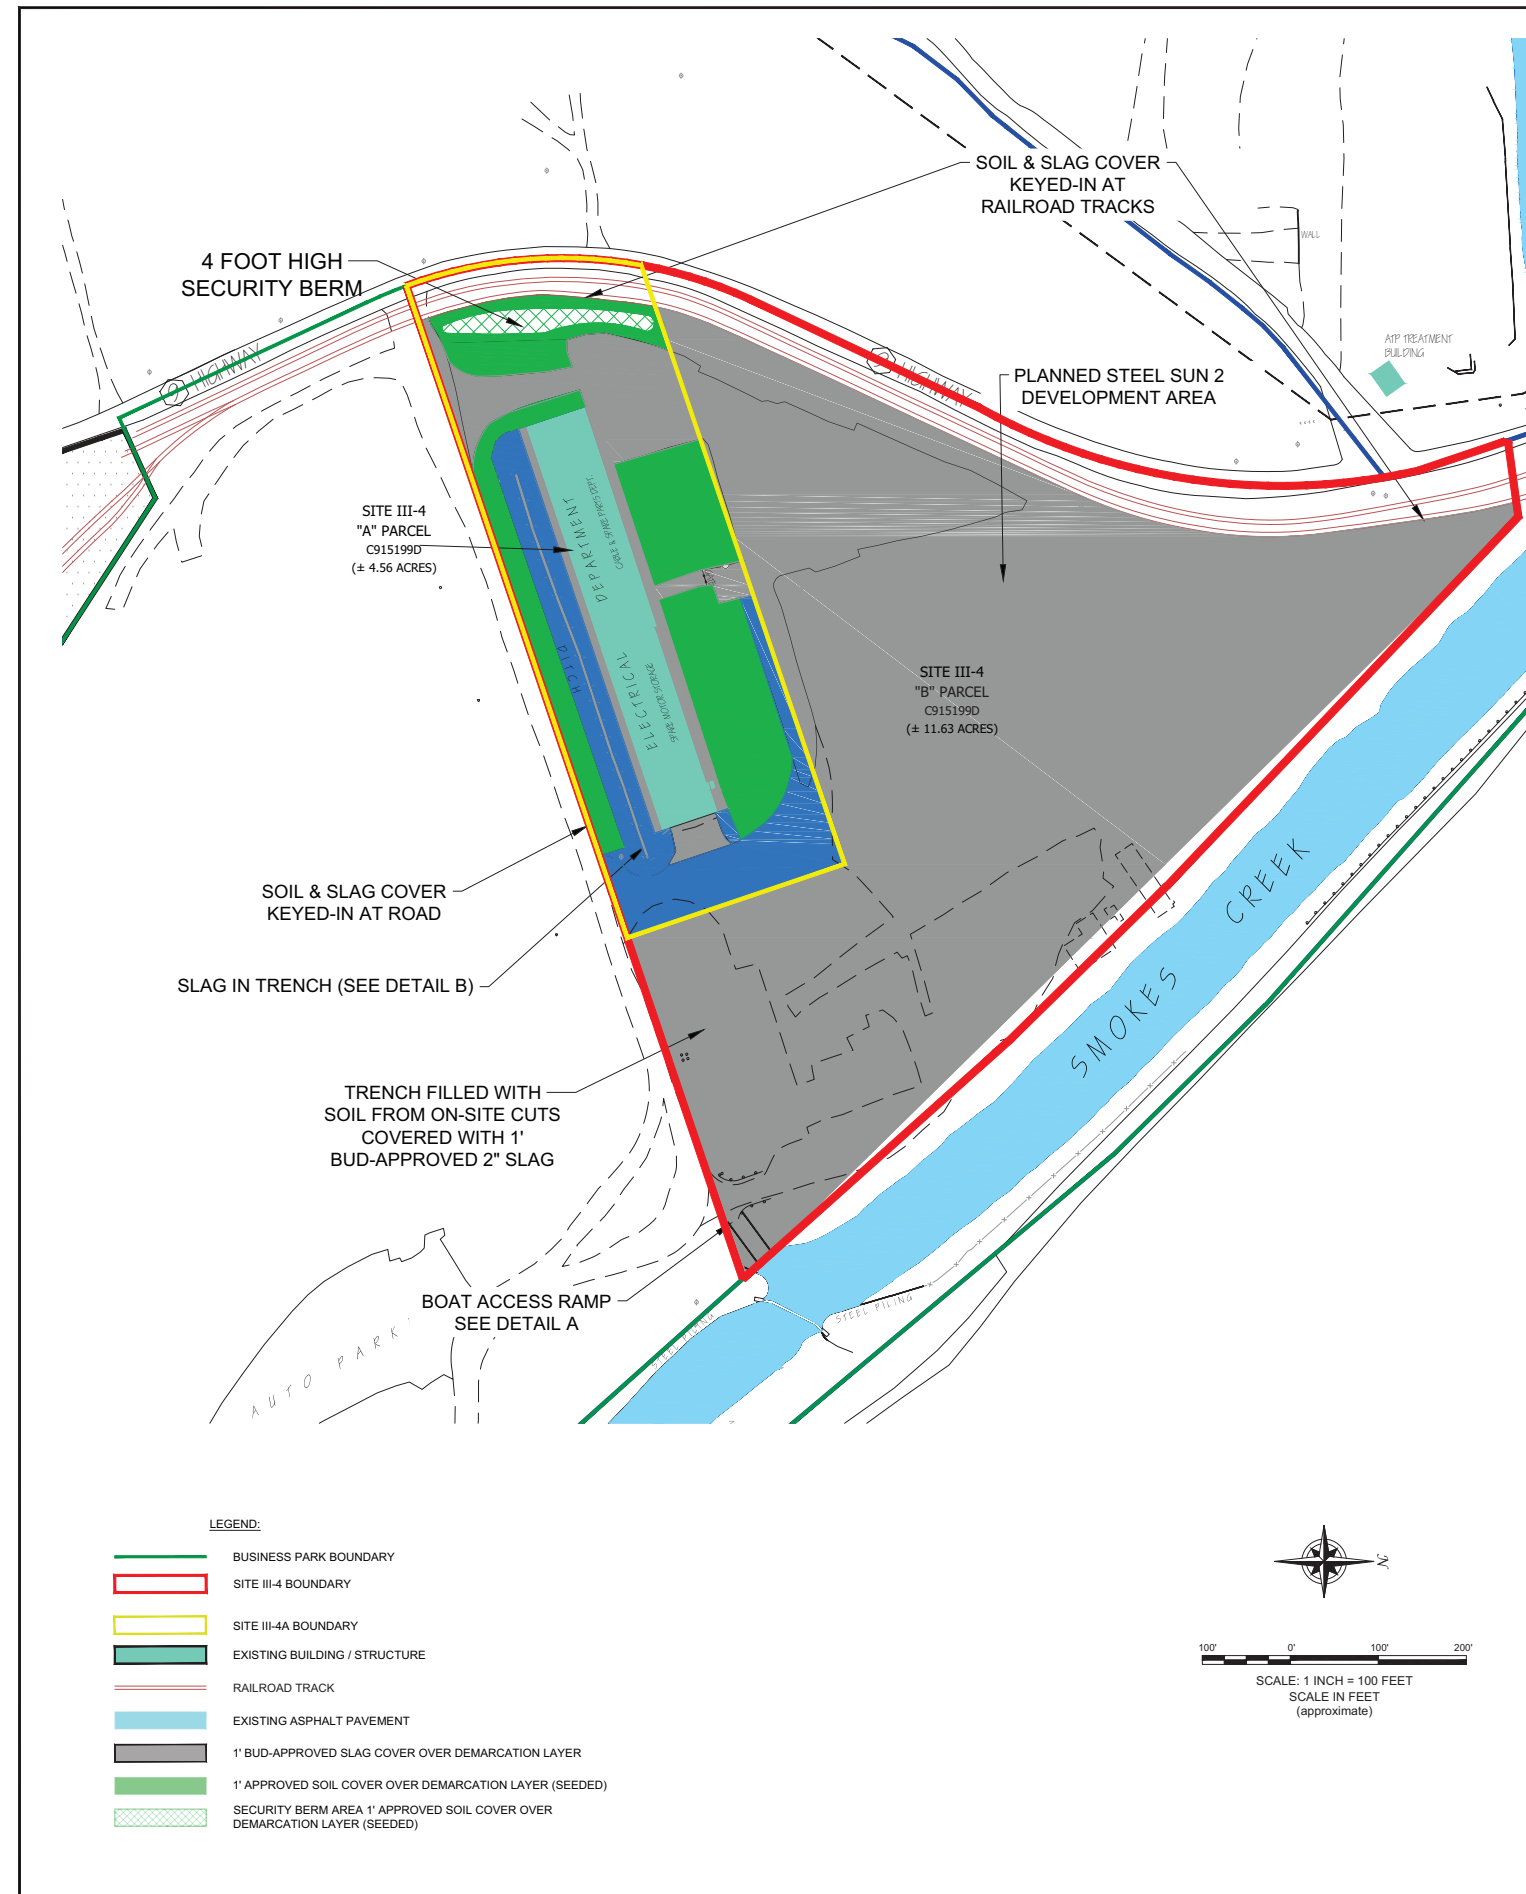 SOIL & SLAG COVER
KEYED-IN AT
RAILROAD TRACKS
WALL
4 FOOT HIGH
SECURITY BERM
HIGHWAY
HIGHWAY
ATP TREATMENT
BUILDING
PLANNED STEEL SUN 2
DEVELOPMENT AREA
SITE III-4
"A" PARCEL
C915199D
(± 4.56 ACRES)
ELECTRICAL DEPARTMENT
CABLE & SPARE PARTS DEPT.
SPARE MOTOR STORAGE
DITCH
SITE III-4
"B" PARCEL
C915199D
(± 11.63 ACRES)
SOIL & SLAG COVER
KEYED-IN AT ROAD
SLAG IN TRENCH (SEE DETAIL B)
SMOKES CREEK
TRENCH FILLED WITH
SOIL FROM ON-SITE CUTS
COVERED WITH 1'
BUD-APPROVED 2" SLAG
BOAT ACCESS RAMP
SEE DETAIL A
STEEL PILING
STEEL PILING
AUTO PARK
LEGEND:
BUSINESS PARK BOUNDARY
SITE III-4 BOUNDARY
SITE III-4A BOUNDARY
EXISTING BUILDING / STRUCTURE
RAILROAD TRACK
EXISTING ASPHALT PAVEMENT
1' BUD-APPROVED SLAG COVER OVER DEMARCATION LAYER
1' APPROVED SOIL COVER OVER DEMARCATION LAYER (SEEDED)
SECURITY BERM AREA 1' APPROVED SOIL COVER OVER
DEMARCATION LAYER (SEEDED)
N
100' 0' 100' 200'
SCALE: 1 INCH = 100 FEET
SCALE IN FEET
(approximate)